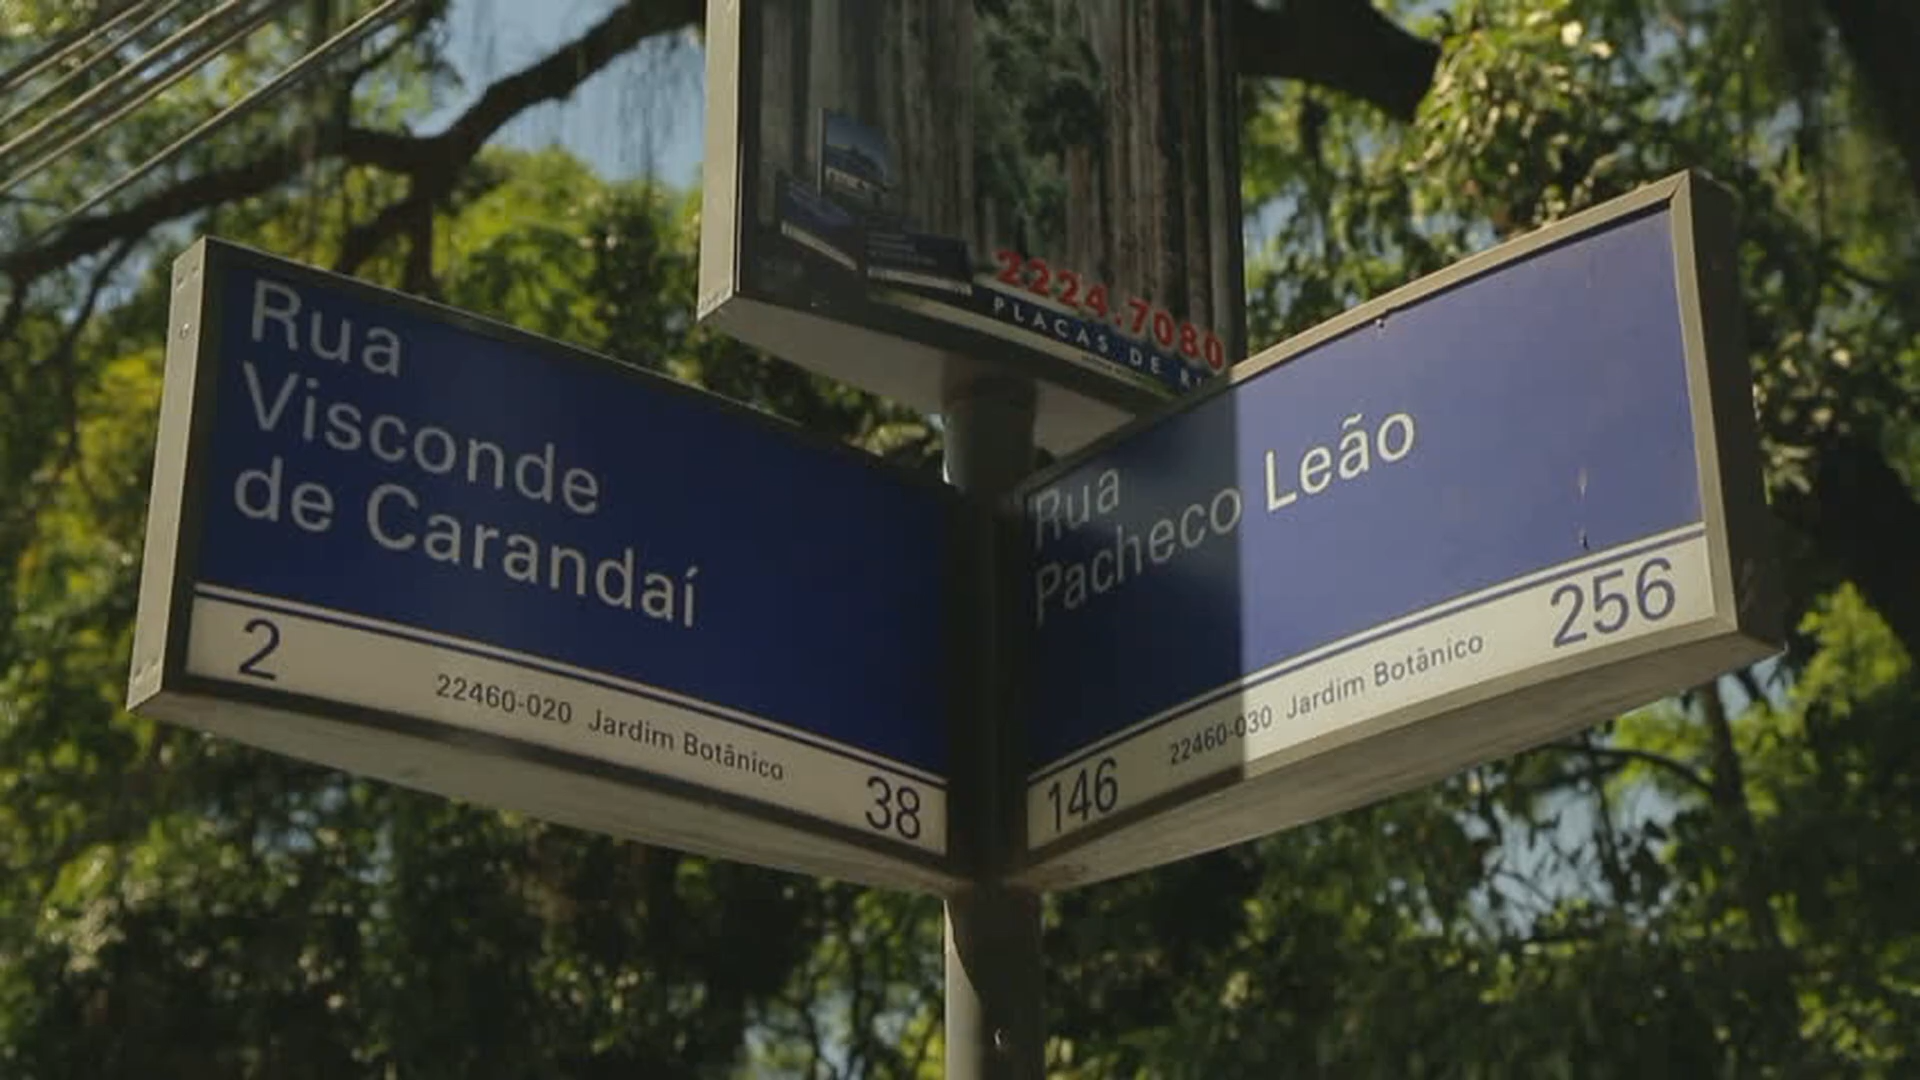 2224.7080
PLACAS DE
Rua
Visconde
de Carandaí
2
22460-020 Jardim Botânico
38
Rua
Pacheco Leão
146
22460-030 Jardim Botânico
256